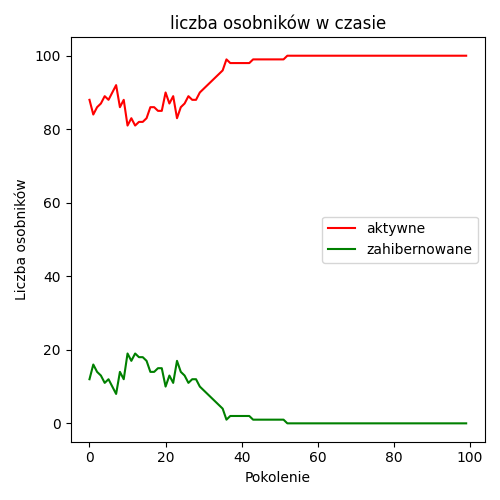 liczba osobników w czasie
Liczba osobników
100
80
60
40
20
0
aktywne
zahibernowane
0 20 40 60 80 100
Pokolenie